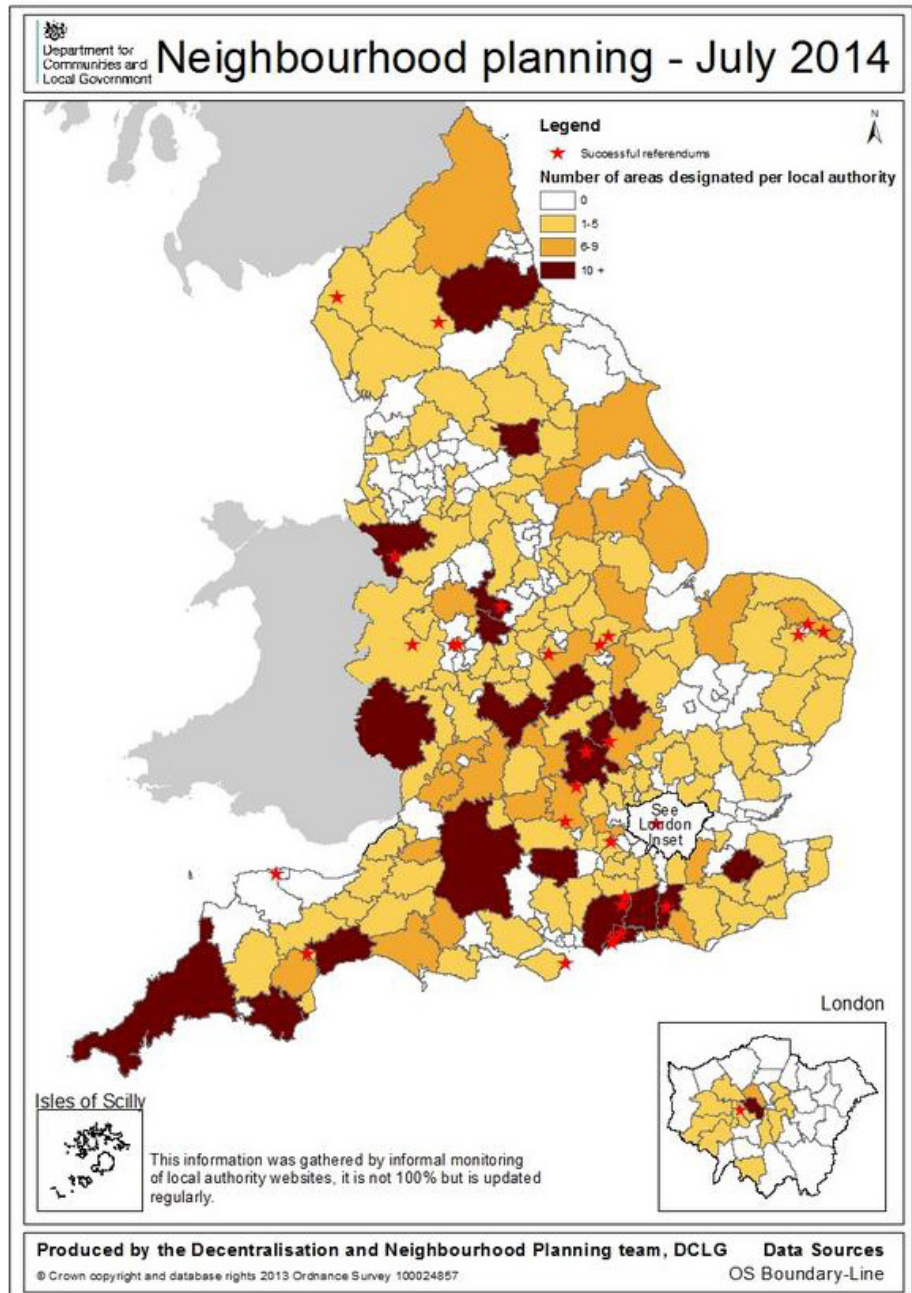 Department for
Communities and
Local Government
Neighbourhood planning - July 2014
N
Legend
Successful referendums
Number of areas designated per local authority
0
1-5
6-9
10 +
See
London
Inset
London
Isles of Scilly
This information was gathered by informal monitoring
of local authority websites, it is not 100% but is updated
regularly.
Produced by the Decentralisation and Neighbourhood Planning team, DCLG
Data Sources
© Crown copyright and database rights 2013 Ordnance Survey 100024857
OS Boundary-Line